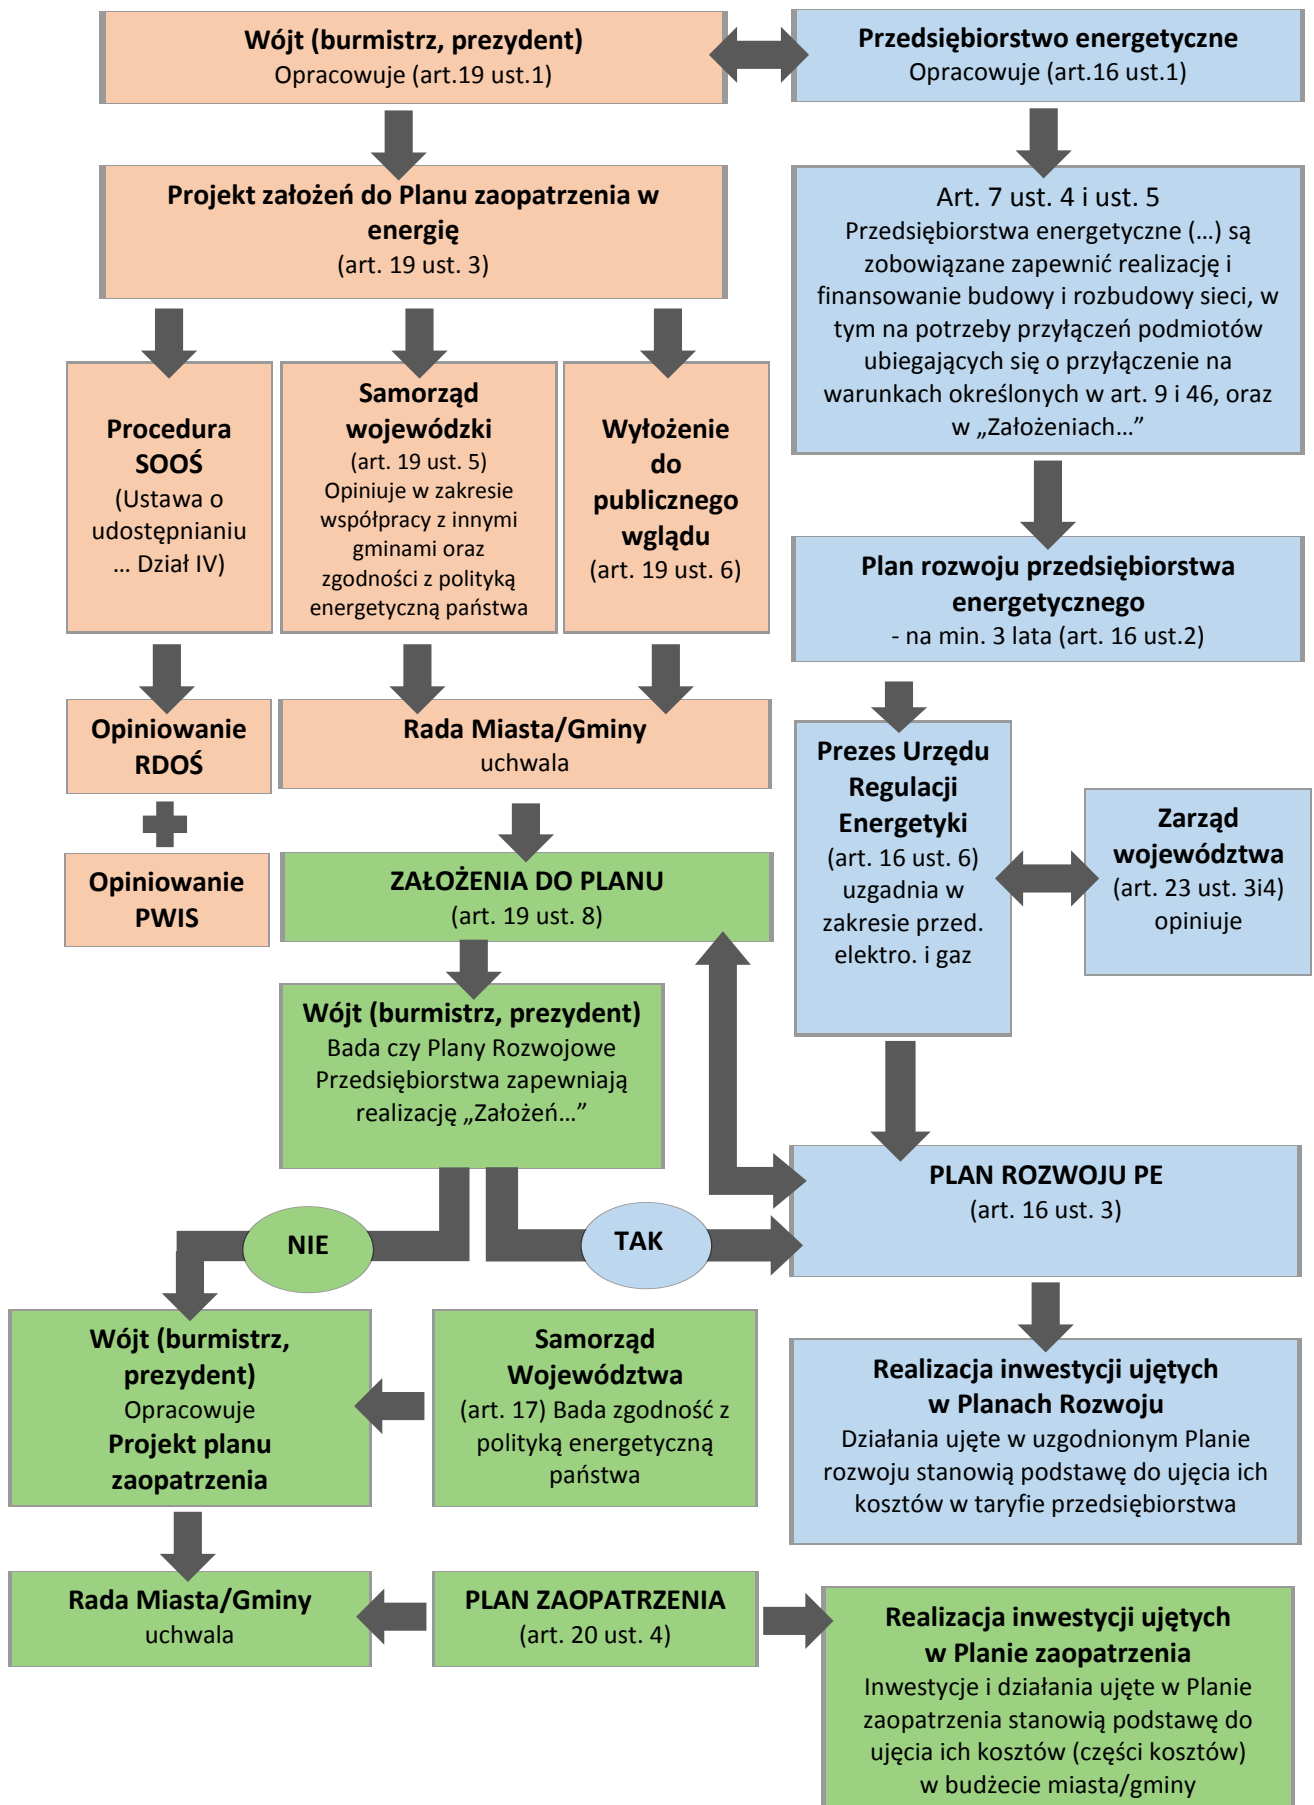 Wójt (burmistrz, prezydent)
Opracowuje (art.19 ust.1)
Przedsiębiorstwo energetyczne
Opracowuje (art.16 ust.1)
Projekt założeń do Planu zaopatrzenia w
energię
(art. 19 ust. 3)
Art. 7 ust. 4 i ust. 5
Przedsiębiorstwa energetyczne (…) są
zobowiązane zapewnić realizację i
finansowanie budowy i rozbudowy sieci, w
tym na potrzeby przyłączeń podmiotów
ubiegających się o przyłączenie na
warunkach określonych w art. 9 i 46, oraz
w „Założeniach…”
Procedura
SOOŚ
(Ustawa o
udostępnianiu
… Dział IV)
Samorząd
wojewódzki
(art. 19 ust. 5)
Opiniuje w zakresie
współpracy z innymi
gminami oraz
zgodności z polityką
energetyczną państwa
Wyłożenie
do
publicznego
wglądu
(art. 19 ust. 6)
Plan rozwoju przedsiębiorstwa
energetycznego
- na min. 3 lata (art. 16 ust.2)
Opiniowanie
RDOŚ
Rada Miasta/Gminy
uchwala
Prezes Urzędu
Regulacji
Energetyki
(art. 16 ust. 6)
uzgadnia w
zakresie przed.
elektro. i gaz
Zarząd
województwa
(art. 23 ust. 3i4)
opiniuje
Opiniowanie
PWIS
ZAŁOŻENIA DO PLANU
(art. 19 ust. 8)
Wójt (burmistrz, prezydent)
Bada czy Plany Rozwojowe
Przedsiębiorstwa zapewniają
realizację „Założeń…”
PLAN ROZWOJU PE
(art. 16 ust. 3)
NIE
TAK
Wójt (burmistrz,
prezydent)
Opracowuje
Projekt planu
zaopatrzenia
Samorząd
Województwa
(art. 17) Bada zgodność z
polityką energetyczną
państwa
Realizacja inwestycji ujętych
w Planach Rozwoju
Działania ujęte w uzgodnionym Planie
rozwoju stanowią podstawę do ujęcia ich
kosztów w taryfie przedsiębiorstwa
Rada Miasta/Gminy
uchwala
PLAN ZAOPATRZENIA
(art. 20 ust. 4)
Realizacja inwestycji ujętych
w Planie zaopatrzenia
Inwestycje i działania ujęte w Planie
zaopatrzenia stanowią podstawę do
ujęcia ich kosztów (części kosztów)
w budżecie miasta/gminy